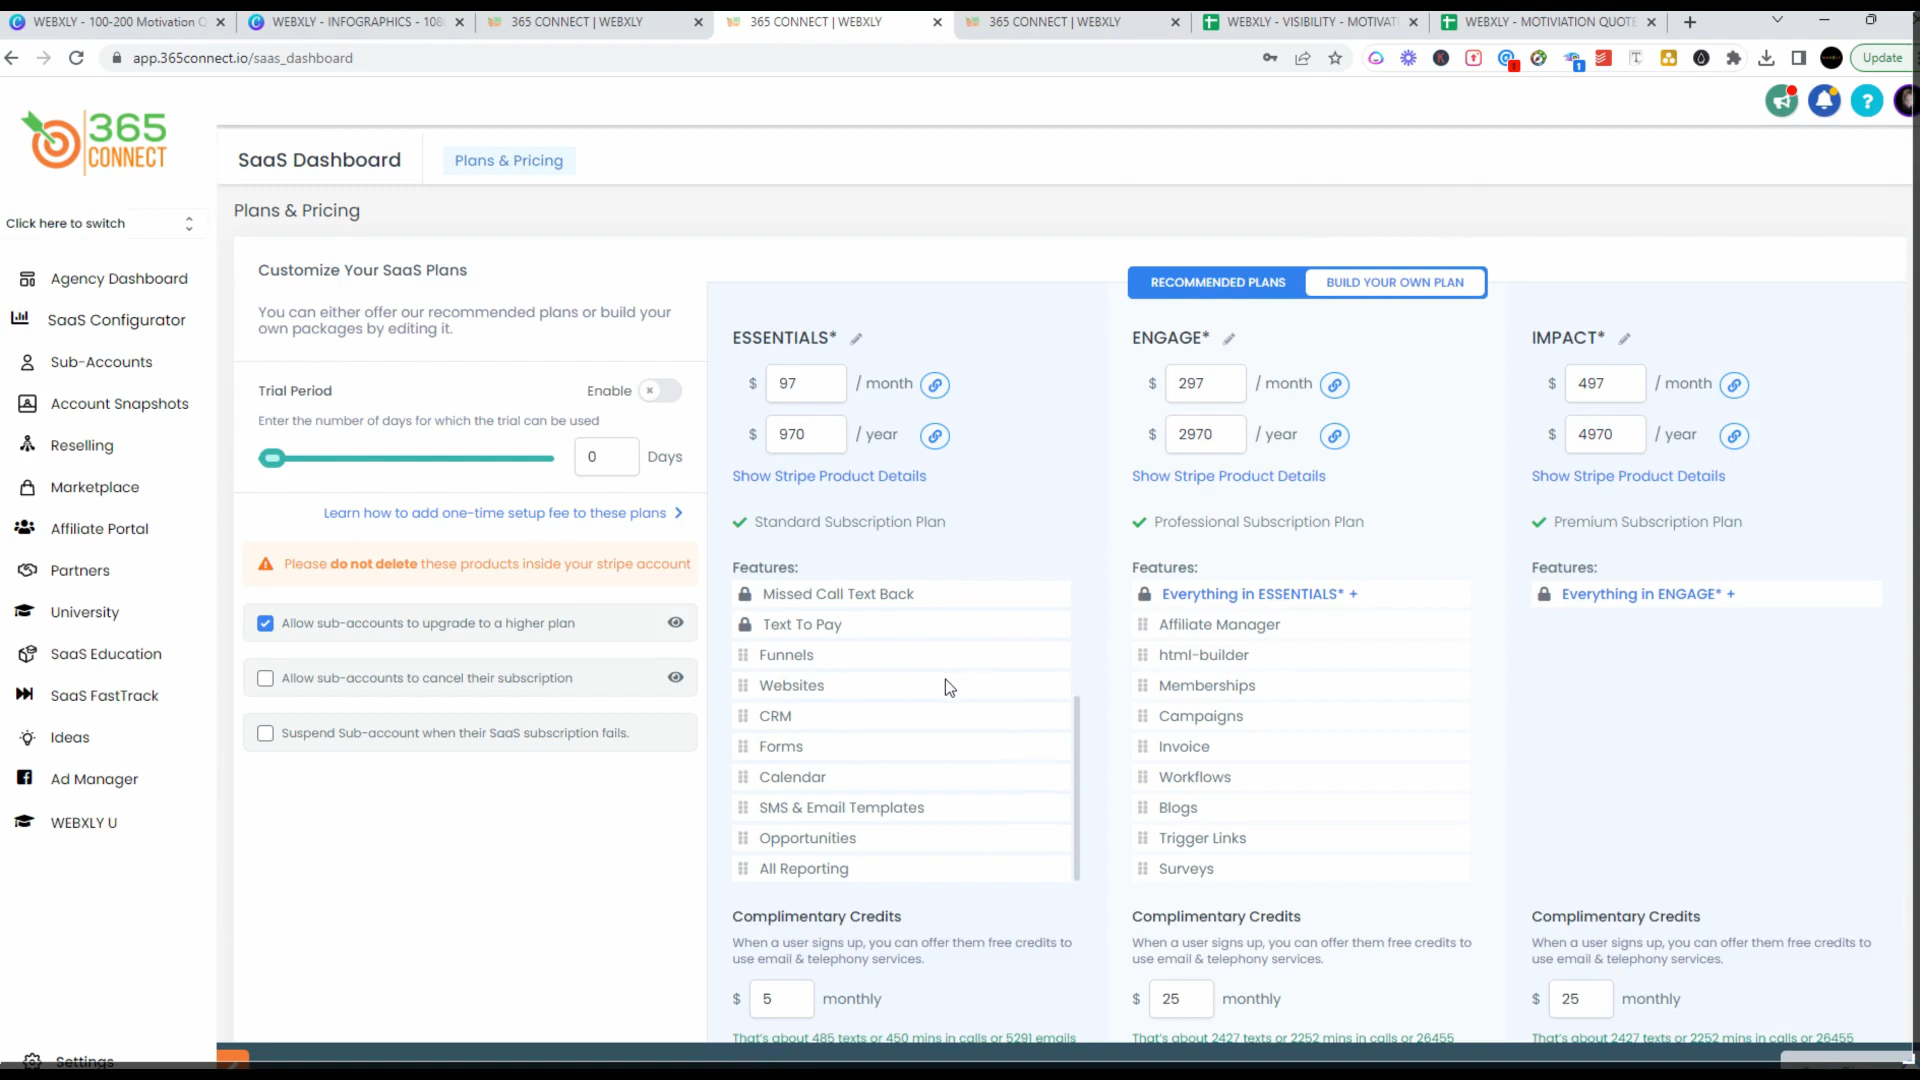 WEBXLY - 100-200 Motivation Q
WEBXLY - INFOGRAPHICS - 108
365 CONNECT | WEBXLY
365 CONNECT | WEBXLY
365 CONNECT | WEBXLY
WEBXLY - VISIBILITY - MOTIVAT
WEBXLY - MOTIVIATION QUOTE
app.365connect.io/saas_dashboard
Update
365
CONNECT
SaaS Dashboard
Plans & Pricing
Click here to switch
Agency Dashboard
SaaS Configurator
Sub-Accounts
Account Snapshots
Reselling
Marketplace
Affiliate Portal
Partners
University
SaaS Education
SaaS FastTrack
Ideas
Ad Manager
WEBXLY U
Settings
Plans & Pricing
Customize Your SaaS Plans
You can either offer our recommended plans or build your
own packages by editing it.
Trial Period
Enable
Enter the number of days for which the trial can be used
0 Days
Learn how to add one-time setup fee to these plans
Please do not delete these products inside your stripe account
Allow sub-accounts to upgrade to a higher plan
Allow sub-accounts to cancel their subscription
Suspend Sub-account when their SaaS subscription fails.
RECOMMENDED PLANS
BUILD YOUR OWN PLAN
ESSENTIALS*
$ 97 / month
$ 970 / year
Show Stripe Product Details
Standard Subscription Plan
Features:
Missed Call Text Back
Text To Pay
Funnels
Websites
CRM
Forms
Calendar
SMS & Email Templates
Opportunities
All Reporting
Complimentary Credits
When a user signs up, you can offer them free credits to
use email & telephony services.
$ 5 monthly
That's about 485 texts or 450 mins in calls or 5291 emails
ENGAGE*
$ 297 / month
$ 2970 / year
Show Stripe Product Details
Professional Subscription Plan
Features:
Everything in ESSENTIALS* +
Affiliate Manager
html-builder
Memberships
Campaigns
Invoice
Workflows
Blogs
Trigger Links
Surveys
Complimentary Credits
When a user signs up, you can offer them free credits to
use email & telephony services.
$ 25 monthly
That's about 2427 texts or 2252 mins in calls or 26455
IMPACT*
$ 497 / month
$ 4970 / year
Show Stripe Product Details
Premium Subscription Plan
Features:
Everything in ENGAGE* +
Complimentary Credits
When a user signs up, you can offer them free credits to
use email & telephony services.
$ 25 monthly
That's about 2427 texts or 2252 mins in calls or 26455